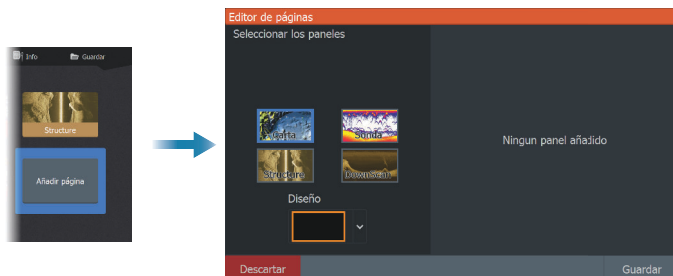 Info
Guardar
Structure
Añadir página
Editor de páginas
Seleccionar los paneles
Carta
Sonda
Structure
DownScan
Ningun panel añadido
Diseño
Descartar
Guardar